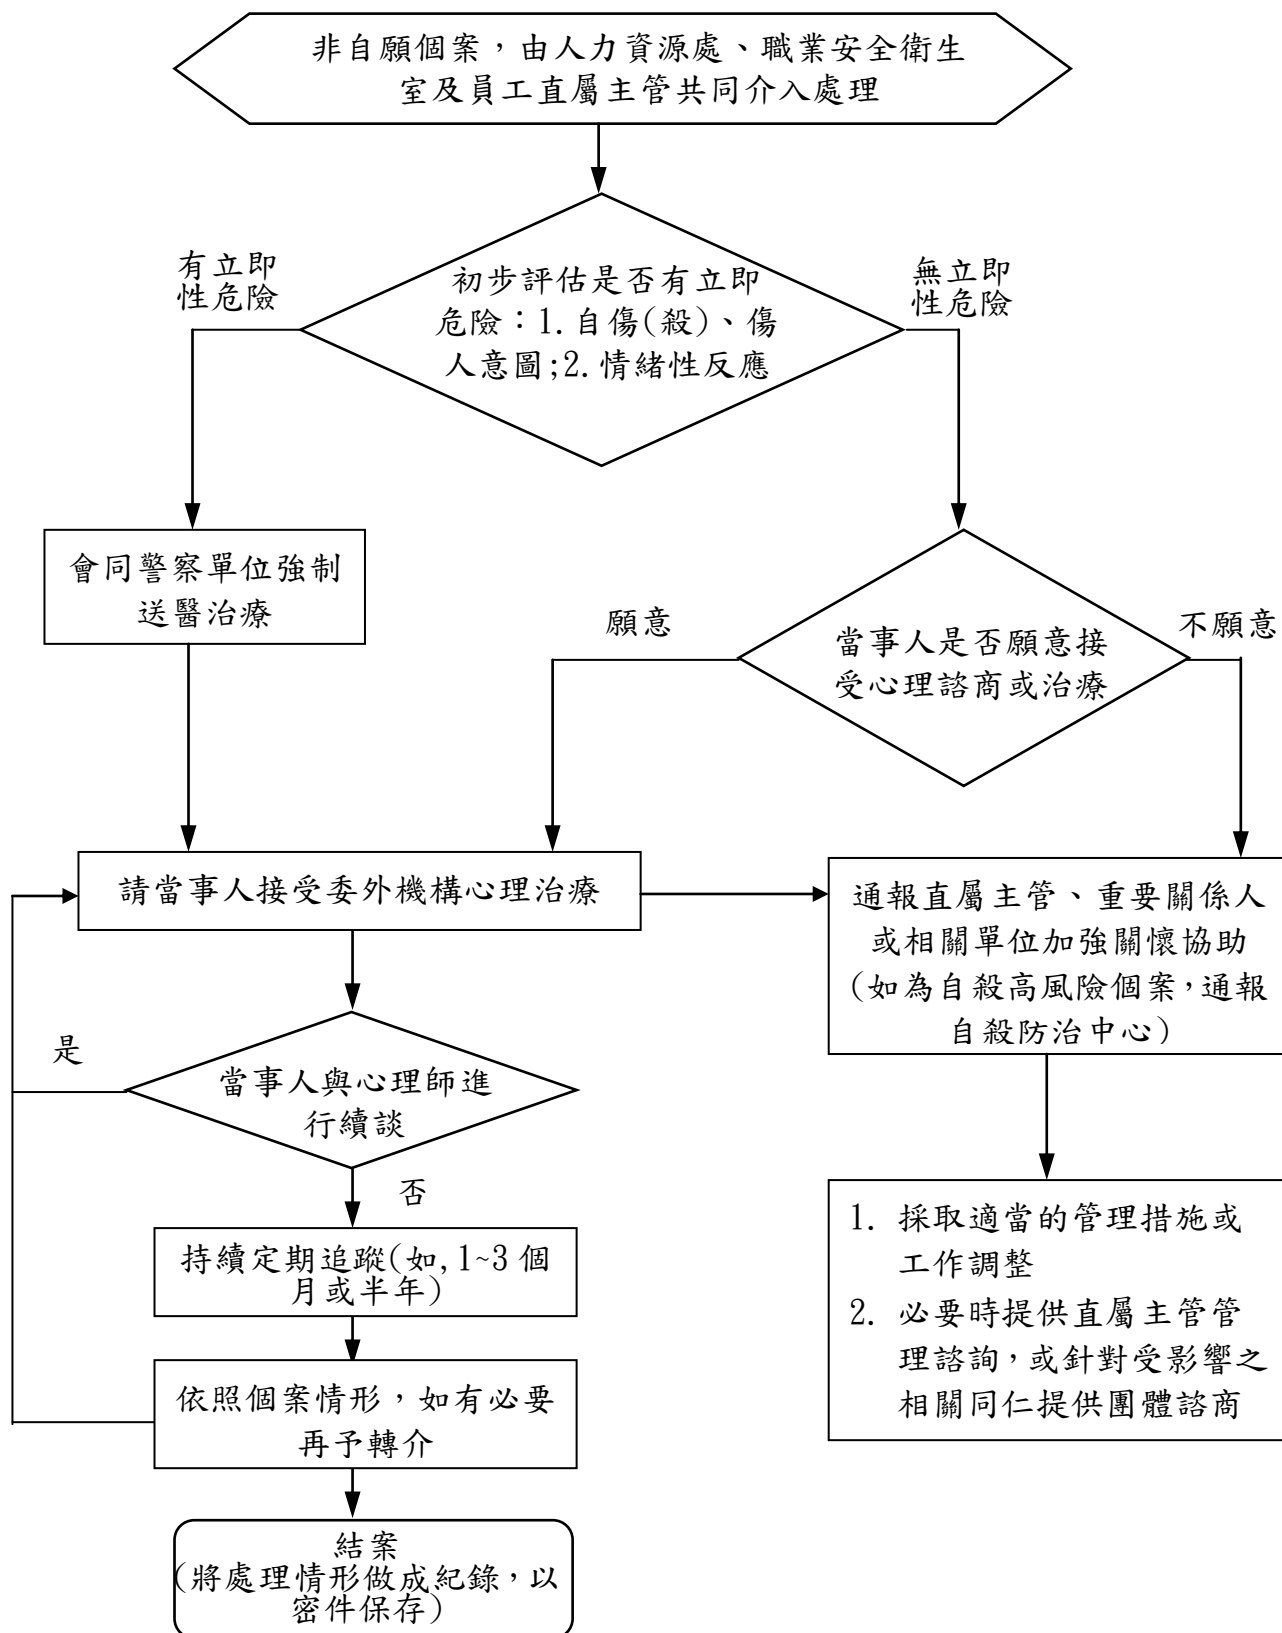 非自願個案，由人力資源處、職業安全衛生
室及員工直屬主管共同介入處理
有立即
性危險
初步評估是否有立即
危險：1.自傷(殺)、傷
人意圖;2.情緒性反應
無立即
性危險
會同警察單位強制
送醫治療
願意
當事人是否願意接
受心理諮商或治療
不願意
請當事人接受委外機構心理治療
通報直屬主管、重要關係人
或相關單位加強關懷協助
(如為自殺高風險個案,通報
自殺防治中心)
是
當事人與心理師進
行續談
否
持續定期追蹤(如,1~3個
月或半年)
1. 採取適當的管理措施或
工作調整
2. 必要時提供直屬主管管
理諮詢,或針對受影響之
相關同仁提供團體諮商
依照個案情形，如有必要
再予轉介
結案
(將處理情形做成紀錄,以
密件保存)